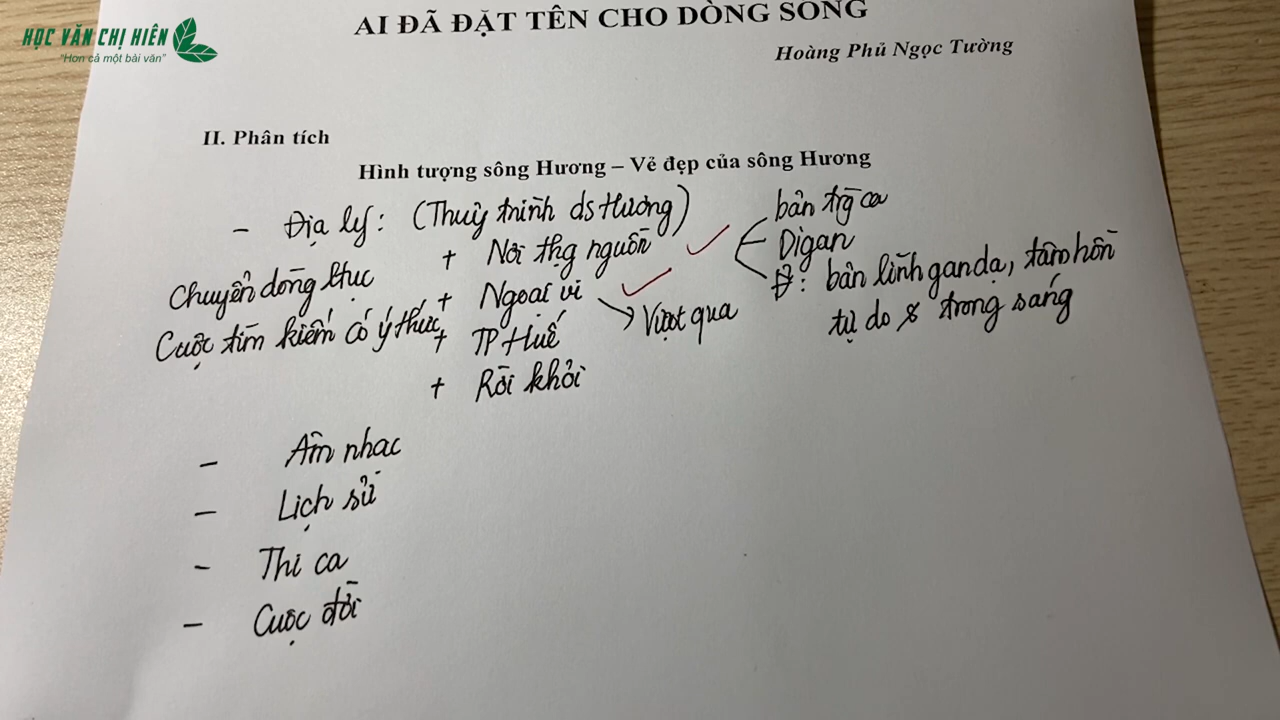 HỌC VĂN CHỊ HIÊN
"Hơn cả một bài văn"
AI ĐÃ ĐẶT TÊN CHO DÒNG SÔNG
Hoàng Phủ Ngọc Tường
II. Phân tích
Hình tượng sông Hương – Vẻ đẹp của sông Hương
- Địa lý: (Thuỷ trình ds Hương)
+ Nơi thg nguồn
bản trg ca
Digan
Đ: bản lĩnh gan dạ, tâm hồn
tự do & trong sáng
Chuyển dòng ltục
+ Ngoại vi
Vượt qua
Cuộc tìm kiếm có ý thức
+ TP Huế
+ Rời khỏi
- Âm nhạc
- Lịch sử
- Thi ca
- Cuộc đời